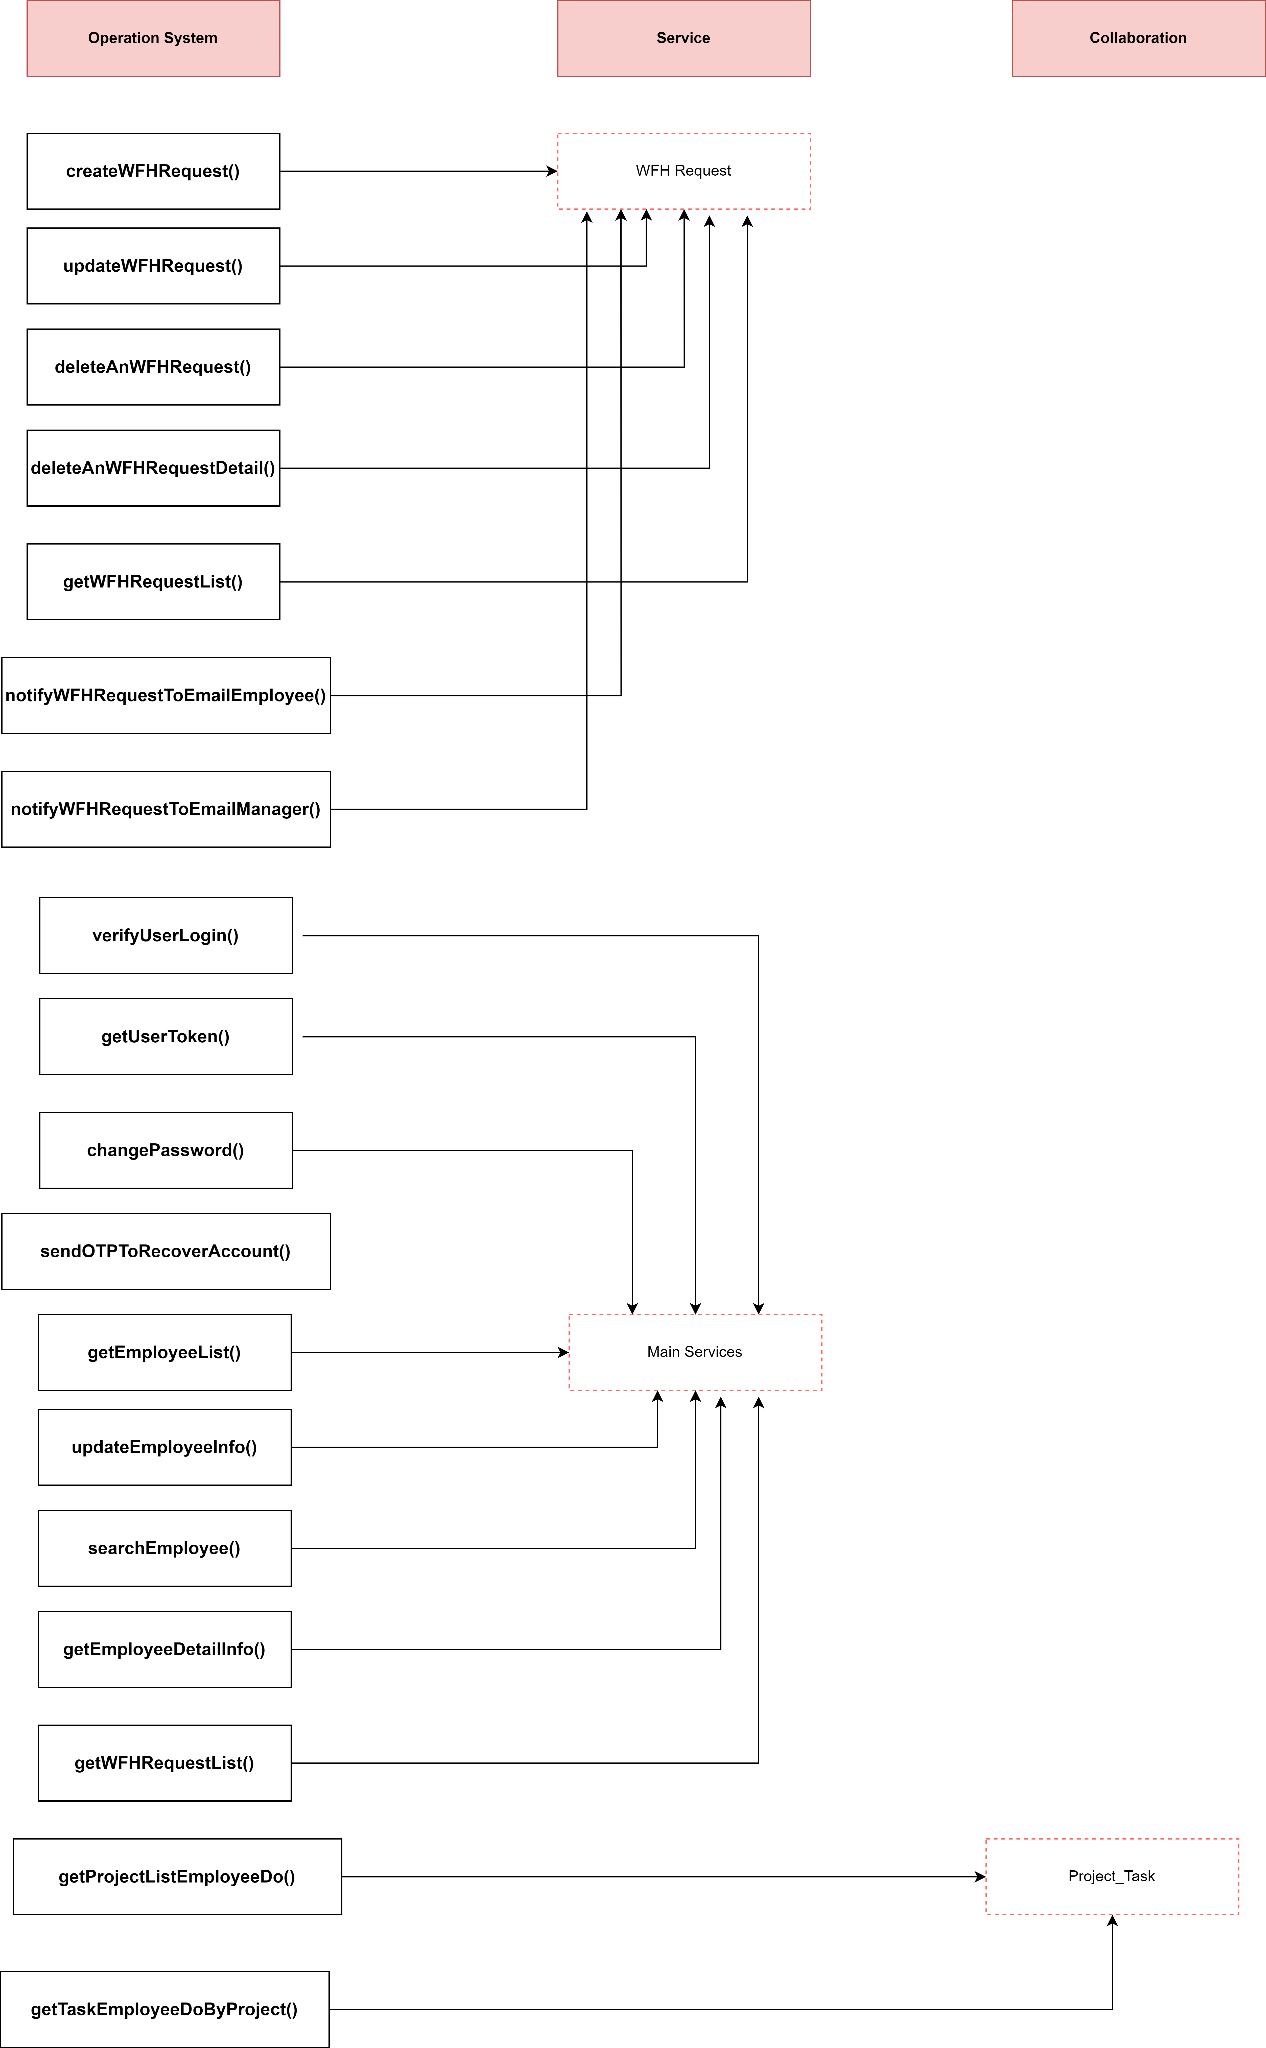 Operation System
Service
Collaboration
createWFHRequest()
WFH Request
updateWFHRequest()
deleteAnWFHRequest()
deleteAnWFHRequestDetail()
getWFHRequestList()
notifyWFHRequestToEmailEmployee()
notifyWFHRequestToEmailManager()
verifyUserLogin()
getUserToken()
changePassword()
sendOTPToRecoverAccount()
getEmployeeList()
Main Services
updateEmployeeInfo()
searchEmployee()
getEmployeeDetailInfo()
getWFHRequestList()
getProjectListEmployeeDo()
Project_Task
getTaskEmployeeDoByProject()